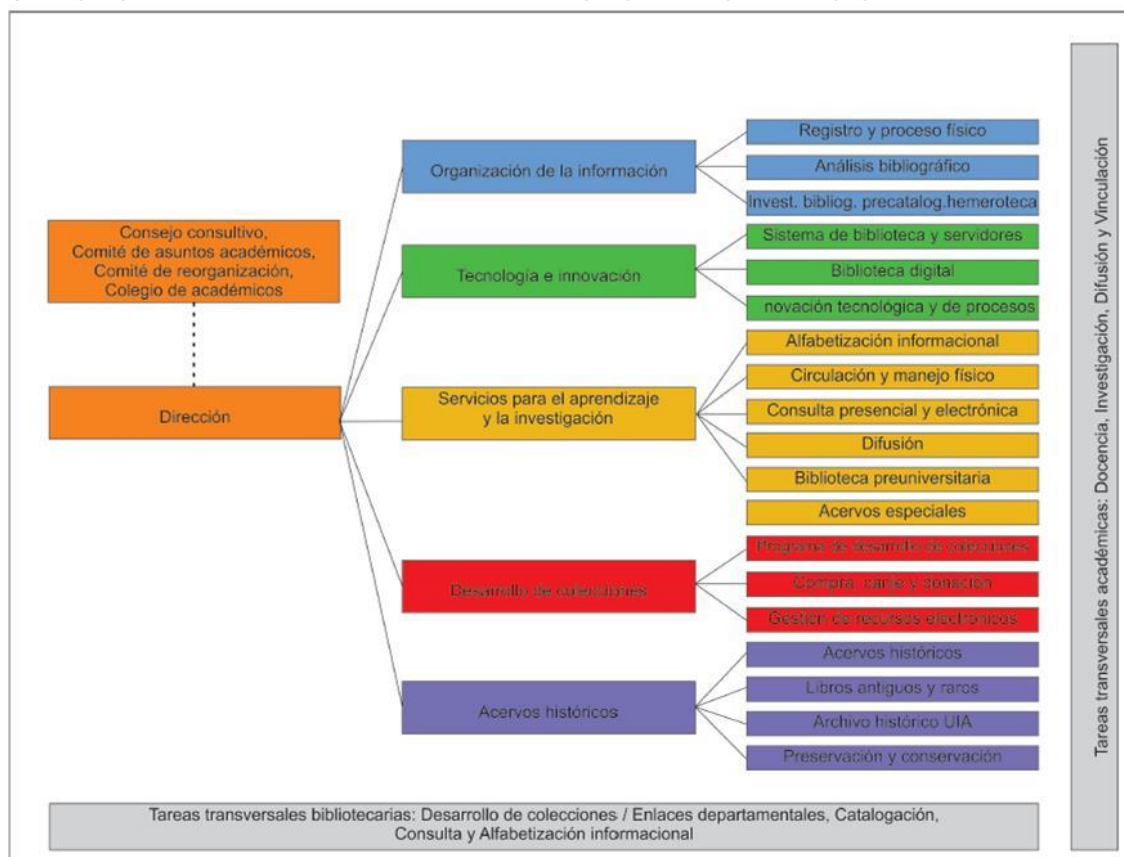 Consejo consultivo,
Comité de asuntos académicos,
Comité de reorganización,
Colegio de académicos
Dirección
Organización de la información
Tecnología e innovación
Servicios para el aprendizaje
y la investigación
Desarrollo de colecciones
Acervos históricos
Registro y proceso físico
Análisis bibliográfico
Invest. bibliog. precatalog.hemeroteca
Sistema de biblioteca y servidores
Biblioteca digital
novación tecnológica y de procesos
Alfabetización informacional
Circulación y manejo físico
Consulta presencial y electrónica
Difusión
Biblioteca preuniversitaria
Acervos especiales
Programa de desarrollo de colecciones
Compra, canje y donación
Gestión de recursos electrónicos
Acervos históricos
Libros antiguos y raros
Archivo histórico UIA
Preservación y conservación
Tareas transversales académicas: Docencia, Investigación, Difusión y Vinculación
Tareas transversales bibliotecarias: Desarrollo de colecciones / Enlaces departamentales, Catalogación,
Consulta y Alfabetización informacional